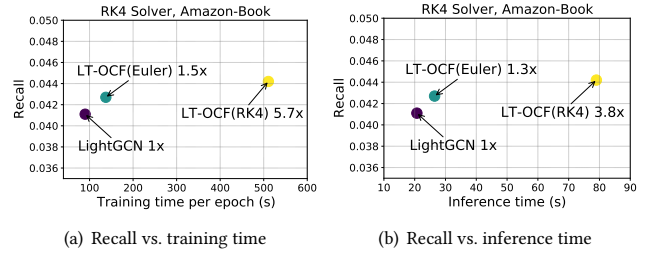 RK4 Solver, Amazon-Book
0.050
0.048
0.046
0.044
0.042
0.040
0.038
0.036
Recall
LT-OCF(Euler) 1.5x
LT-OCF(RK4) 5.7x
LightGCN 1x
100 200 300 400 500 600
Training time per epoch (s)
(a) Recall vs. training time
RK4 Solver, Amazon-Book
0.050
0.048
0.046
0.044
0.042
0.040
0.038
0.036
Recall
LT-OCF(Euler) 1.3x
LT-OCF(RK4) 3.8x
LightGCN 1x
10 20 30 40 50 60 70 80 90
Inference time (s)
(b) Recall vs. inference time